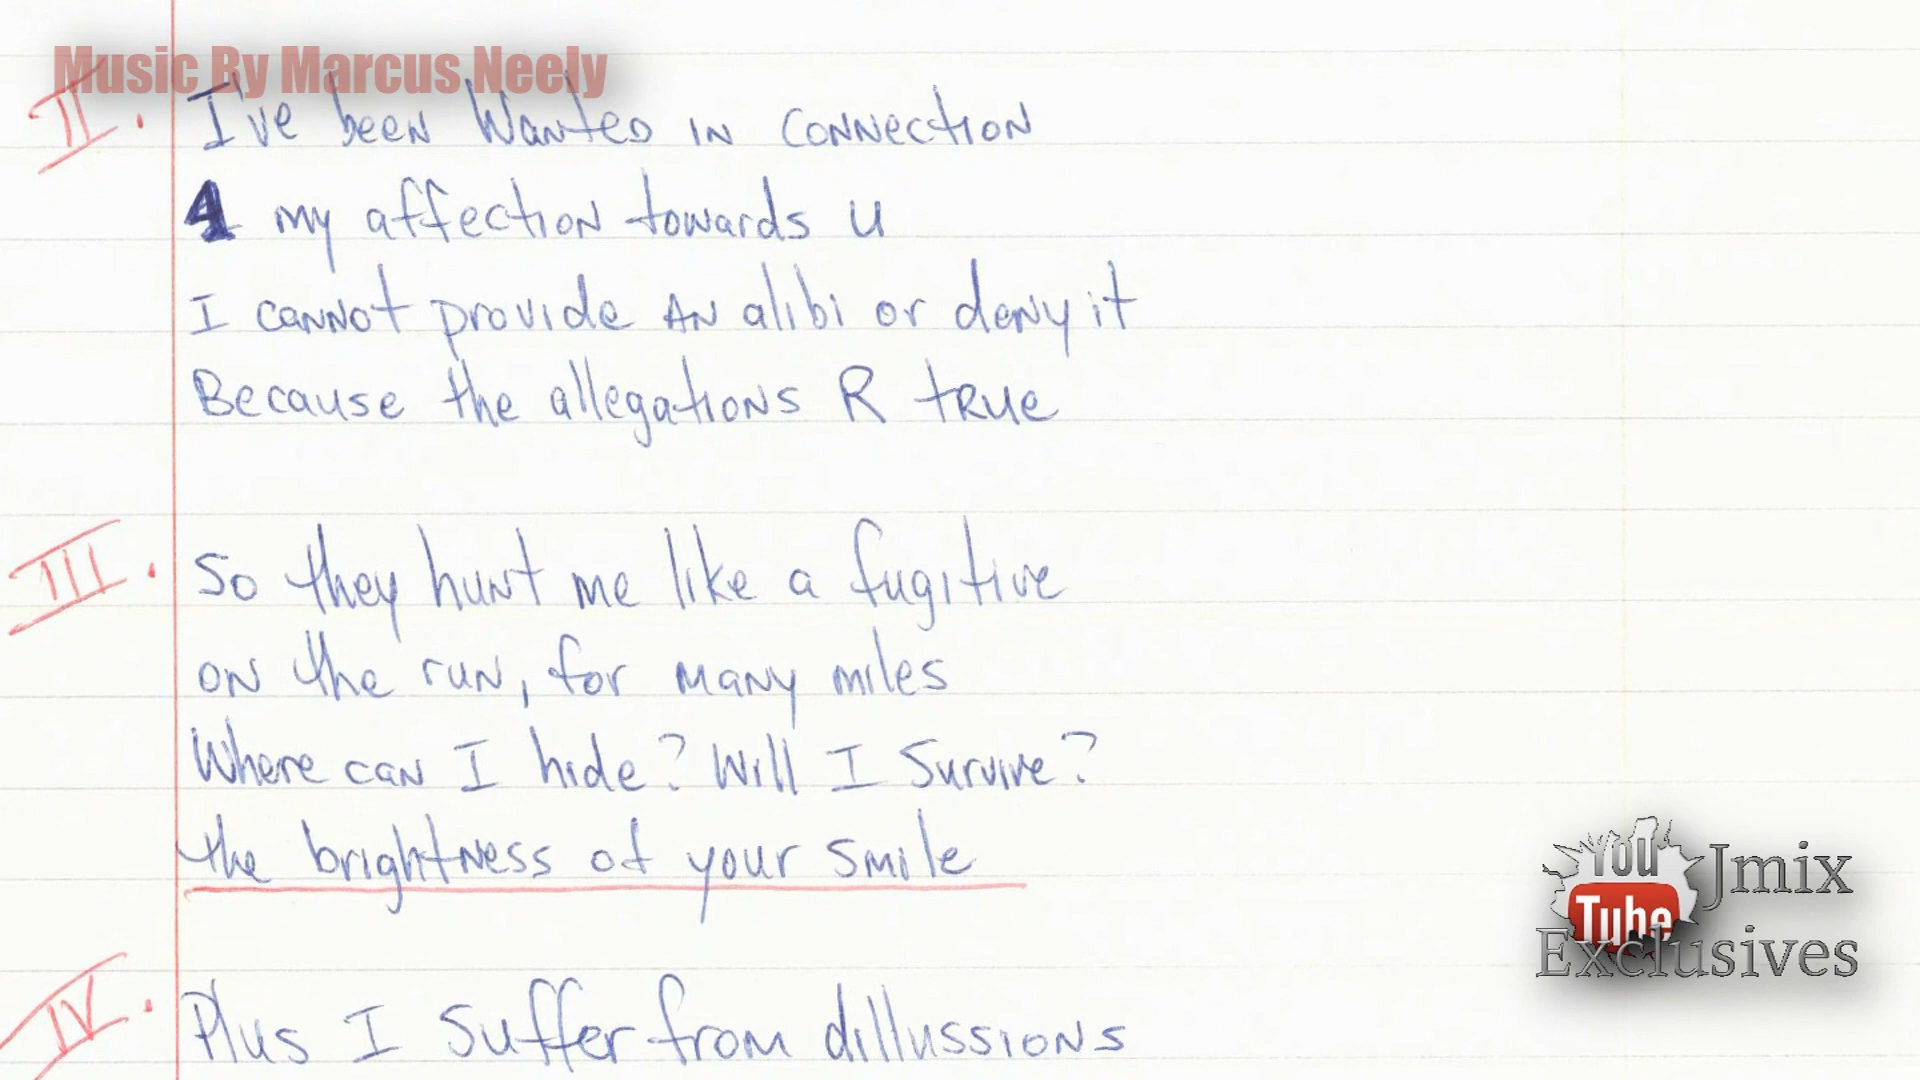 Music By Marcus Neely
II. I've been Wanted in connection
4 my affection towards u
I cannot provide an alibi or deny it
Because the allegations R true
III. So they hunt me like a fugitive
on the run, for many miles
Where can I hide? Will I Survive?
the brightness of your smile
IV. Plus I suffer from dillussions
You
Tube
Jmix
Exclusives